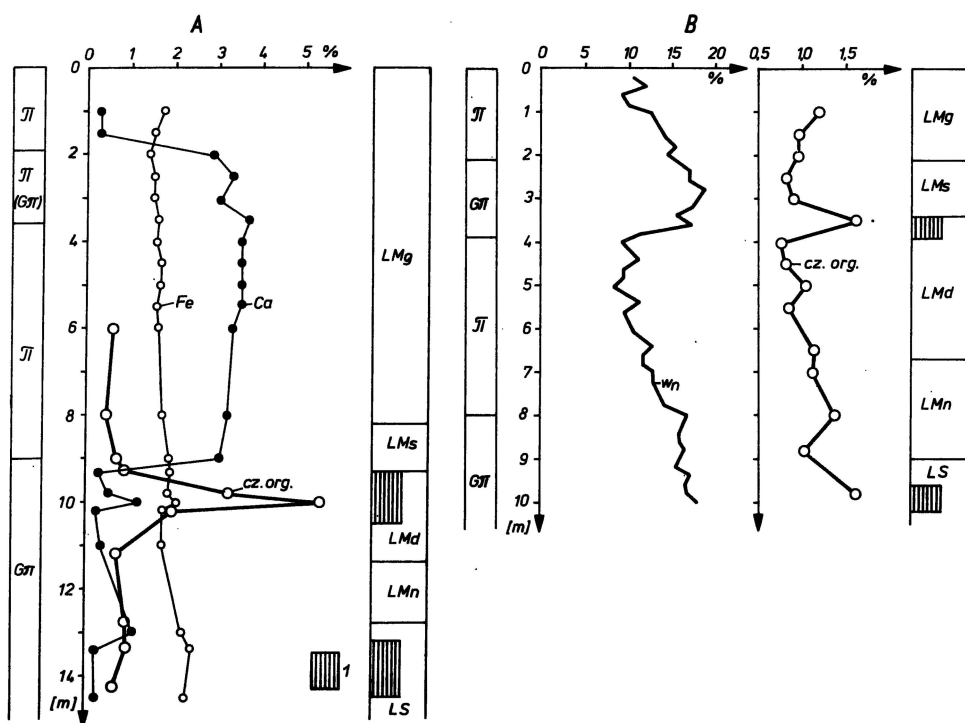 A
B
0 1 2 3 4 5 %
0 5 10 15 20 %
0,5 1,0 1,5 %
0
2
4
6
8
10
12
14
[m]
π
π
(Gπ)
π
Gπ
Fe
Ca
cz. org.
1
LMg
LMs
LMd
LMn
LS
0
1
2
3
4
5
6
7
8
9
10
[m]
π
Gπ
π
Gπ
wn
cz. org.
LMg
LMs
LMd
LMn
LS